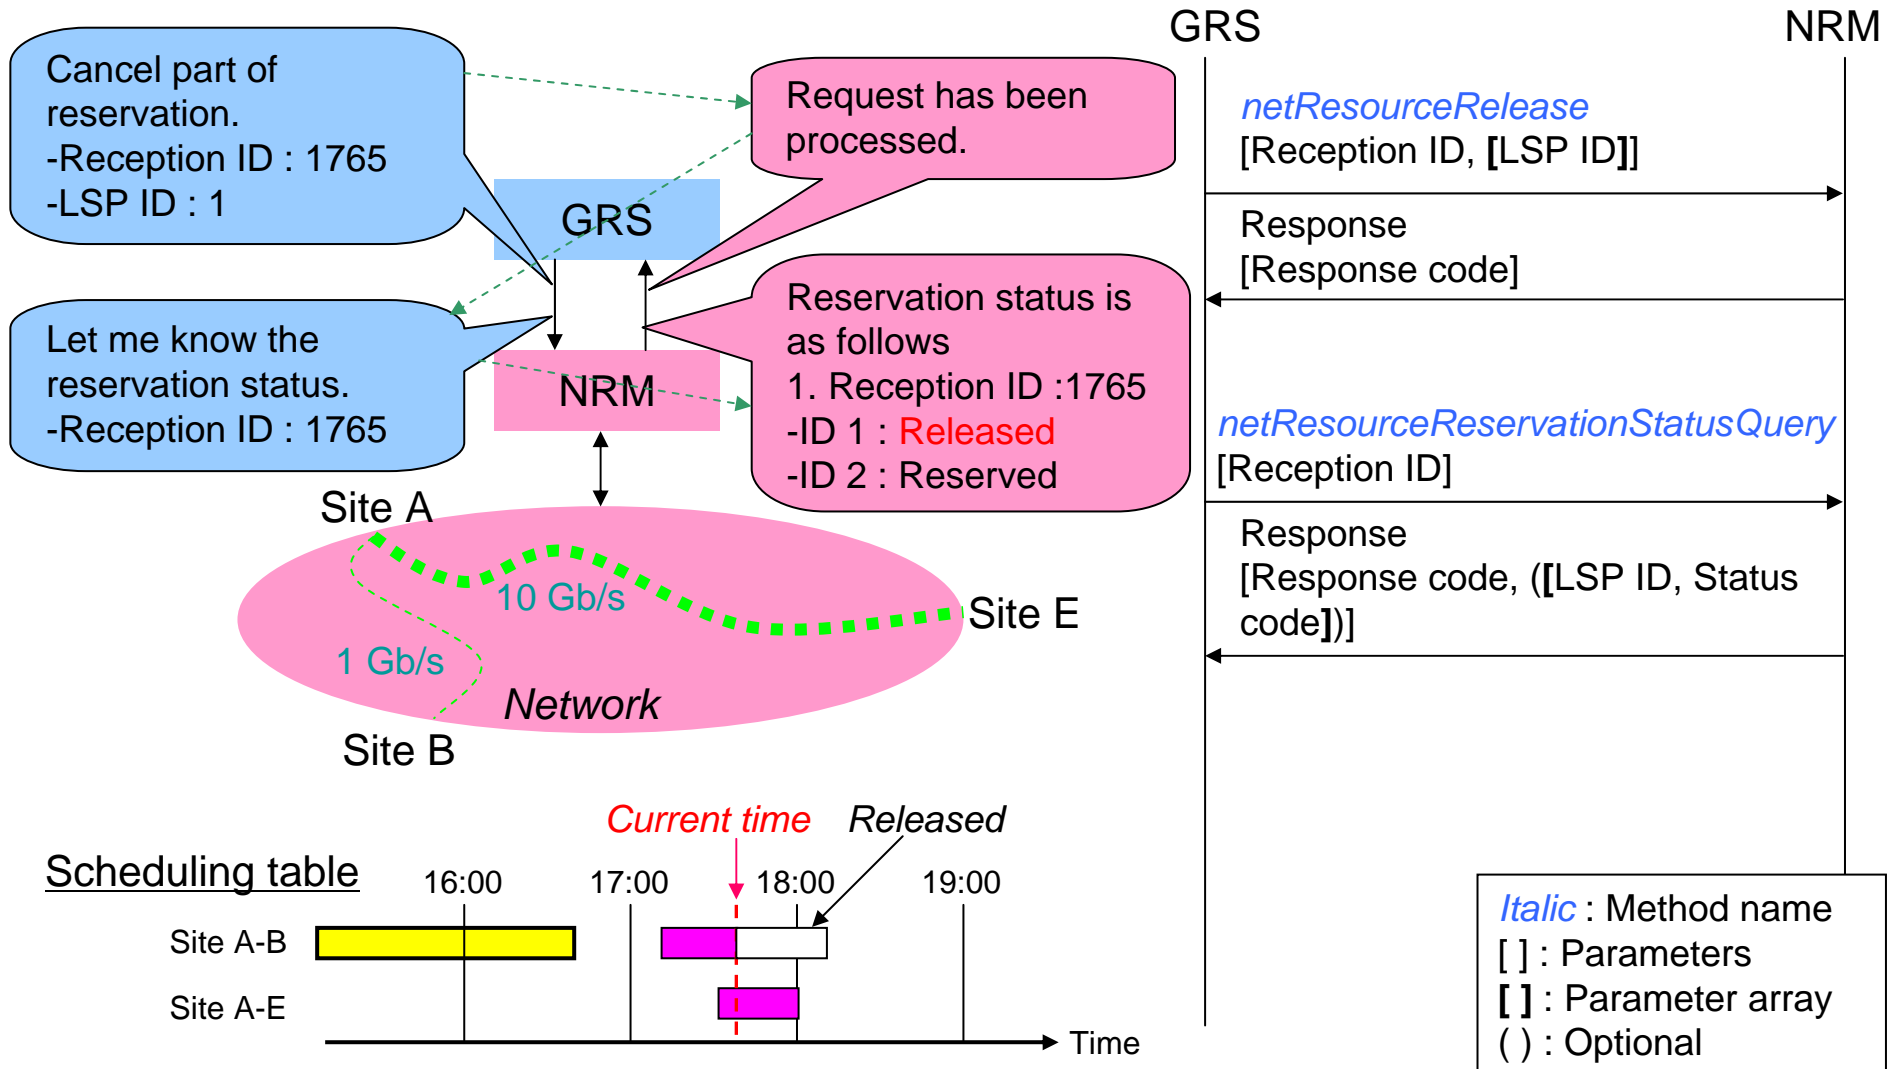 Cancel part of
reservation.
-Reception ID : 1765
-LSP ID : 1
Request has been
processed.
GRS
Let me know the
reservation status.
-Reception ID : 1765
NRM
Reservation status is
as follows
1. Reception ID :1765
-ID 1 : Released
-ID 2 : Reserved
Site A
10 Gb/s
Site E
1 Gb/s
Network
Site B
GRS
NRM
netResourceRelease
[Reception ID, [LSP ID]]
Response
[Response code]
netResourceReservationStatusQuery
[Reception ID]
Response
[Response code, ([LSP ID, Status
code])]
Current time
Released
Scheduling table
16:00
17:00
18:00
19:00
Site A-B
Site A-E
Time
Italic : Method name
[ ] : Parameters
[ ] : Parameter array
( ) : Optional